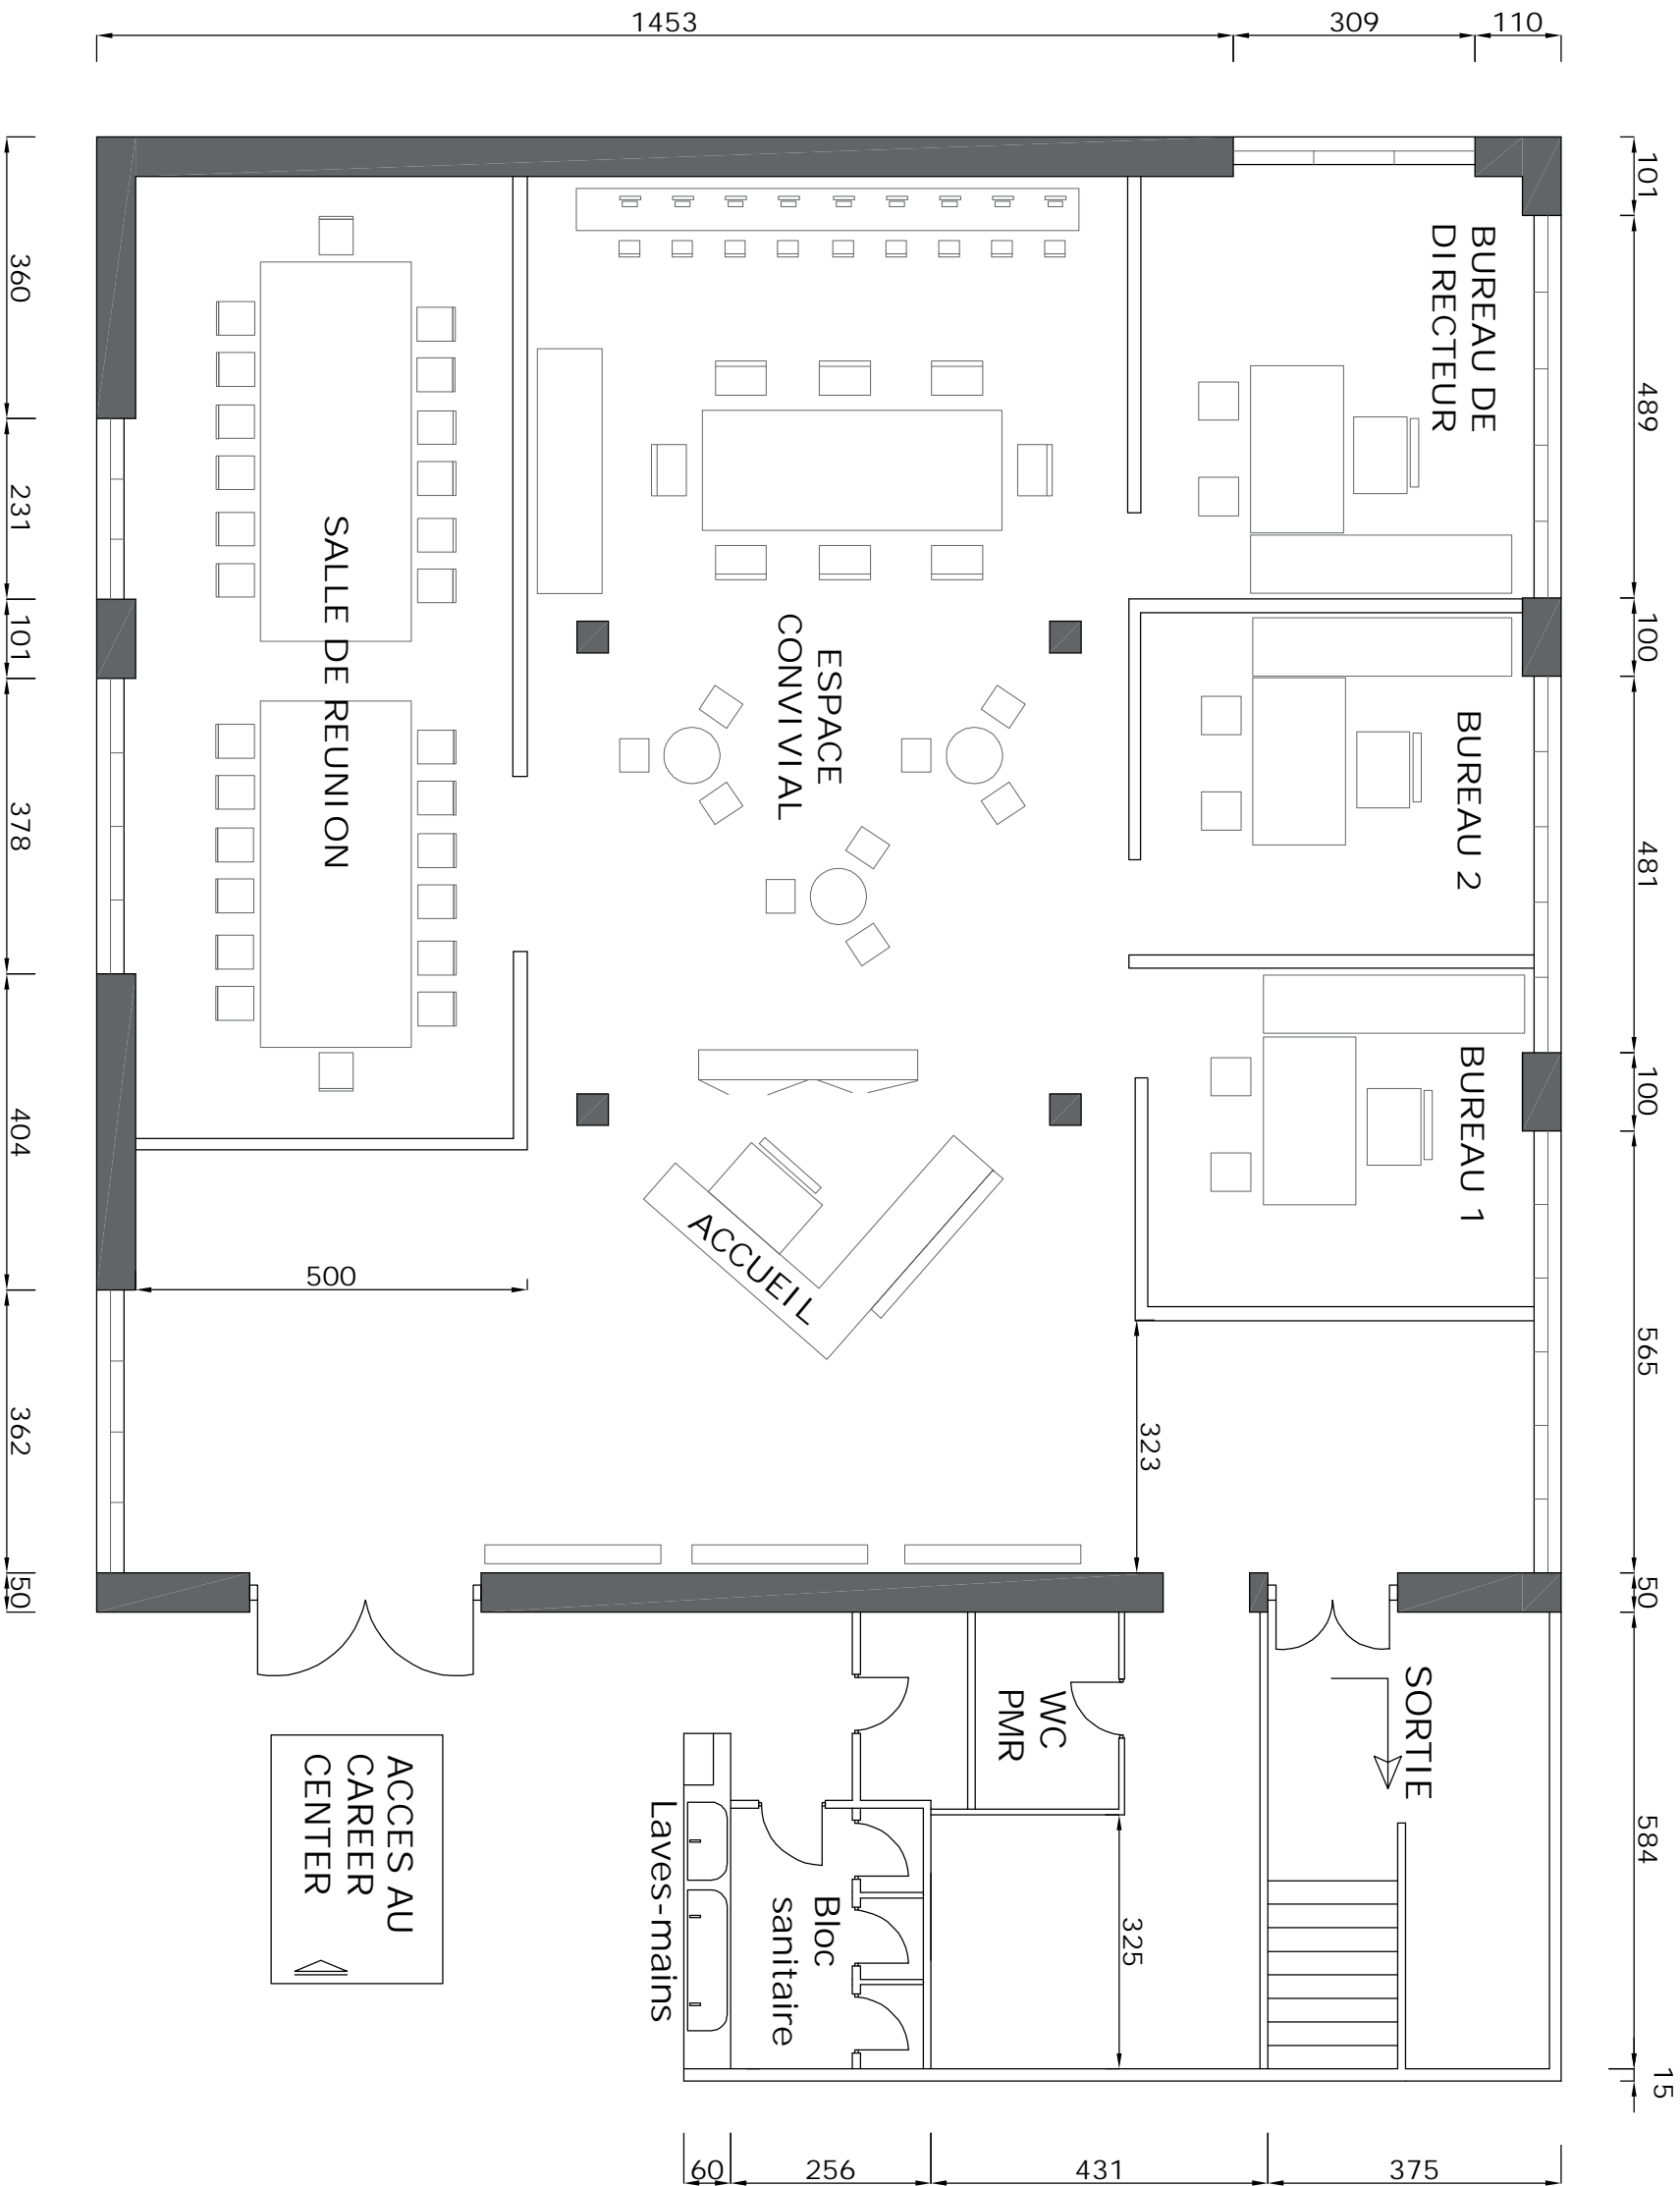 1453
309
110
101
489
100
481
100
565
50
584
15
360
231
101
378
404
362
50
BUREAU DE
DIRECTEUR
BUREAU 2
BUREAU 1
ESPACE
CONVIVIAL
SALLE DE REUNION
ACCUEIL
500
323
SORTIE
WC
PMR
325
Bloc
sanitaire
Laves-mains
ACCES AU
CAREER
CENTER
60
256
431
375